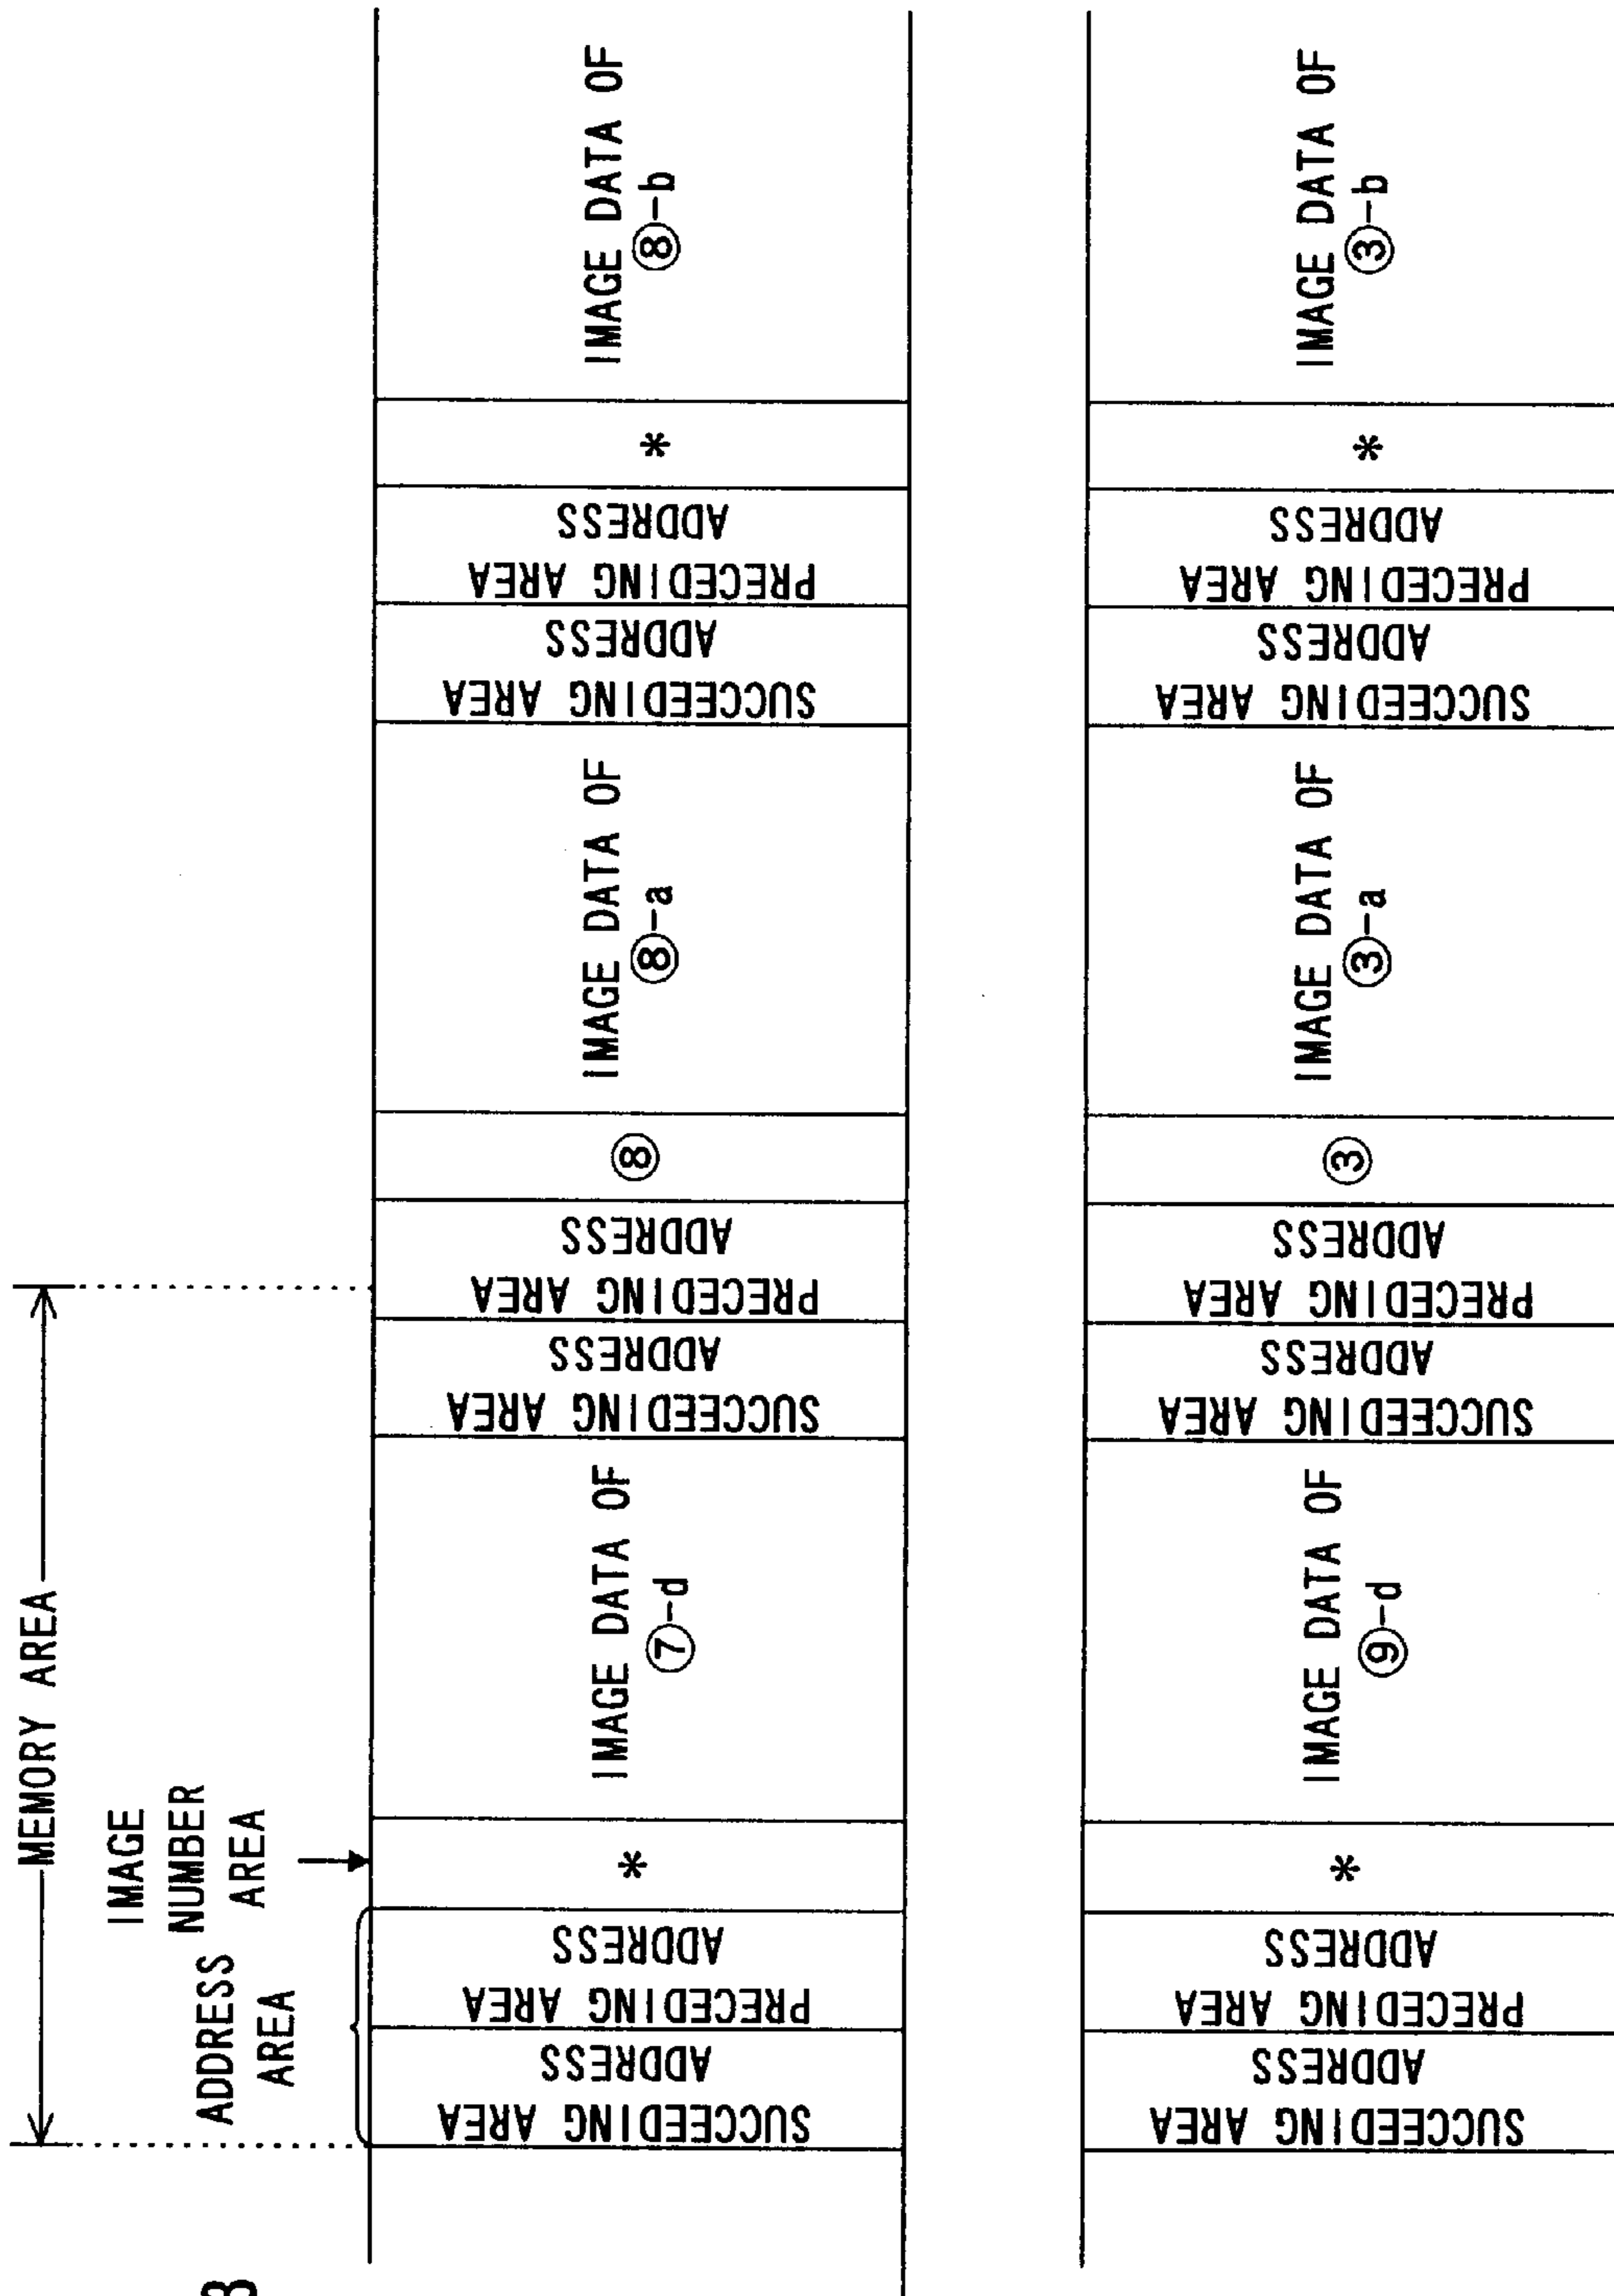 MEMORY AREA
IMAGE
NUMBER
AREA
ADDRESS
AREA
SUCCEEDING AREA
ADDRESS
PRECEDING AREA
ADDRESS
*
IMAGE DATA OF
⑦-d
SUCCEEDING AREA
ADDRESS
PRECEDING AREA
ADDRESS
⑧
IMAGE DATA OF
⑧-a
SUCCEEDING AREA
ADDRESS
PRECEDING AREA
ADDRESS
*
IMAGE DATA OF
⑧-b
SUCCEEDING AREA
ADDRESS
PRECEDING AREA
ADDRESS
*
IMAGE DATA OF
⑨-d
SUCCEEDING AREA
ADDRESS
PRECEDING AREA
ADDRESS
③
IMAGE DATA OF
③-a
SUCCEEDING AREA
ADDRESS
PRECEDING AREA
ADDRESS
*
IMAGE DATA OF
③-b